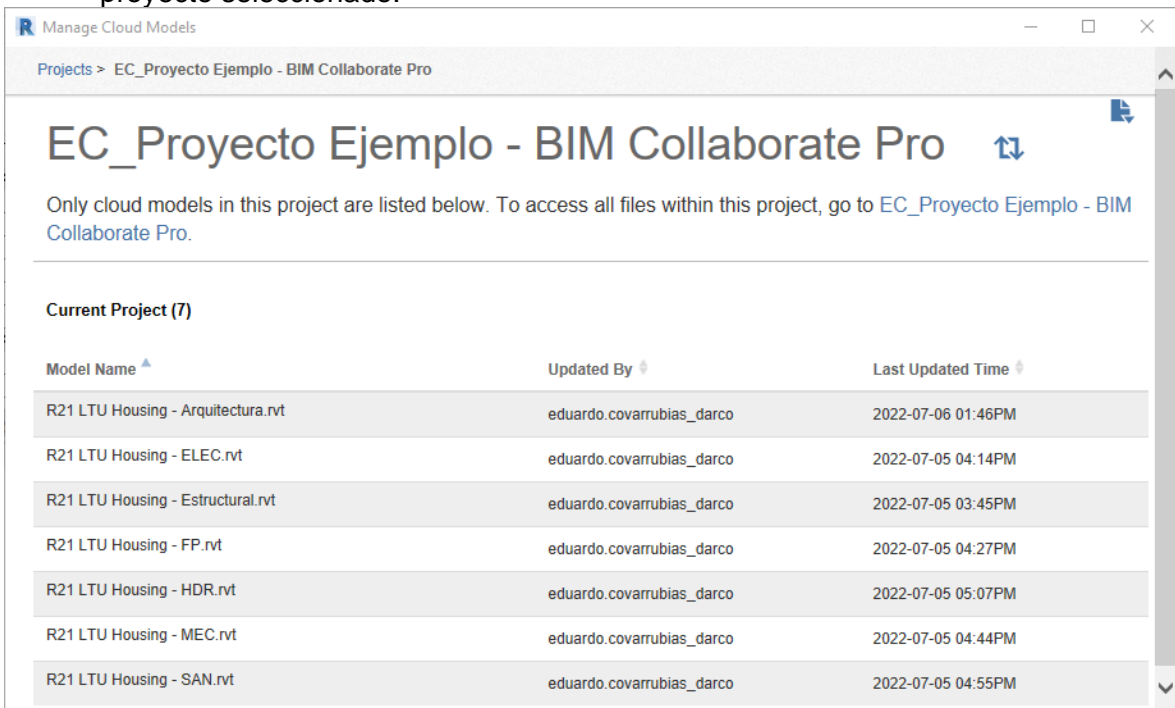 proyecto seleccionado.
R Manage Cloud Models
Projects > EC_Proyecto Ejemplo - BIM Collaborate Pro
EC_Proyecto Ejemplo - BIM Collaborate Pro
Only cloud models in this project are listed below. To access all files within this project, go to EC_Proyecto Ejemplo - BIM
Collaborate Pro.
Current Project (7)
Model Name Updated By Last Updated Time
R21 LTU Housing - Arquitectura.rvt eduardo.covarrubias_darco 2022-07-06 01:46PM
R21 LTU Housing - ELEC.rvt eduardo.covarrubias_darco 2022-07-05 04:14PM
R21 LTU Housing - Estructural.rvt eduardo.covarrubias_darco 2022-07-05 03:45PM
R21 LTU Housing - FP.rvt eduardo.covarrubias_darco 2022-07-05 04:27PM
R21 LTU Housing - HDR.rvt eduardo.covarrubias_darco 2022-07-05 05:07PM
R21 LTU Housing - MEC.rvt eduardo.covarrubias_darco 2022-07-05 04:44PM
R21 LTU Housing - SAN.rvt eduardo.covarrubias_darco 2022-07-05 04:55PM